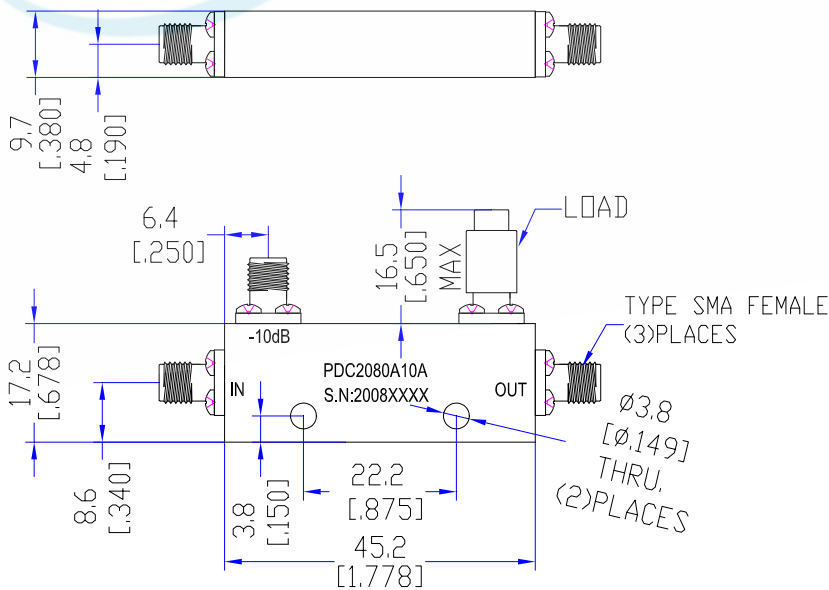 9.7
[.380]
4.8
[.190]
6.4
[.250]
16.5
[.650]
MAX
LOAD
TYPE SMA FEMALE
(3)PLACES
-10dB
PDC2080A10A
S.N:2008XXXX
IN
OUT
17.2
[.678]
8.6
[.340]
3.8
[.150]
22.2
[.875]
45.2
[1.778]
Ø3.8
[Ø.149]
THRU.
(2)PLACES